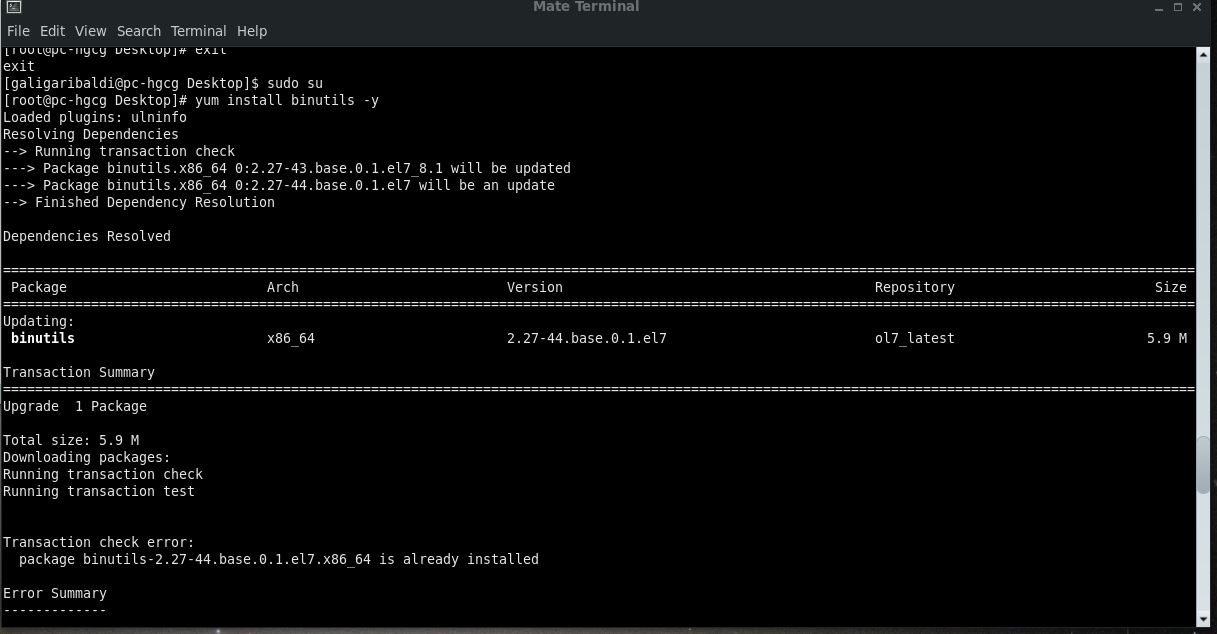 Mate Terminal
File Edit View Search Terminal Help
[root@pc-hgcg Desktop]# exit
exit
[galigaribaldi@pc-hgcg Desktop]$ sudo su
[root@pc-hgcg Desktop]# yum install binutils -y
Loaded plugins: ulninfo
Resolving Dependencies
--> Running transaction check
---> Package binutils.x86_64 0:2.27-43.base.0.1.el7_8.1 will be updated
---> Package binutils.x86_64 0:2.27-44.base.0.1.el7 will be an update
--> Finished Dependency Resolution
Dependencies Resolved
================================================================================
Package Arch Version Repository Size
================================================================================
Updating:
binutils x86_64 2.27-44.base.0.1.el7 ol7_latest 5.9 M
Transaction Summary
================================================================================
Upgrade 1 Package
Total size: 5.9 M
Downloading packages:
Running transaction check
Running transaction test
Transaction check error:
package binutils-2.27-44.base.0.1.el7.x86_64 is already installed
Error Summary
-------------